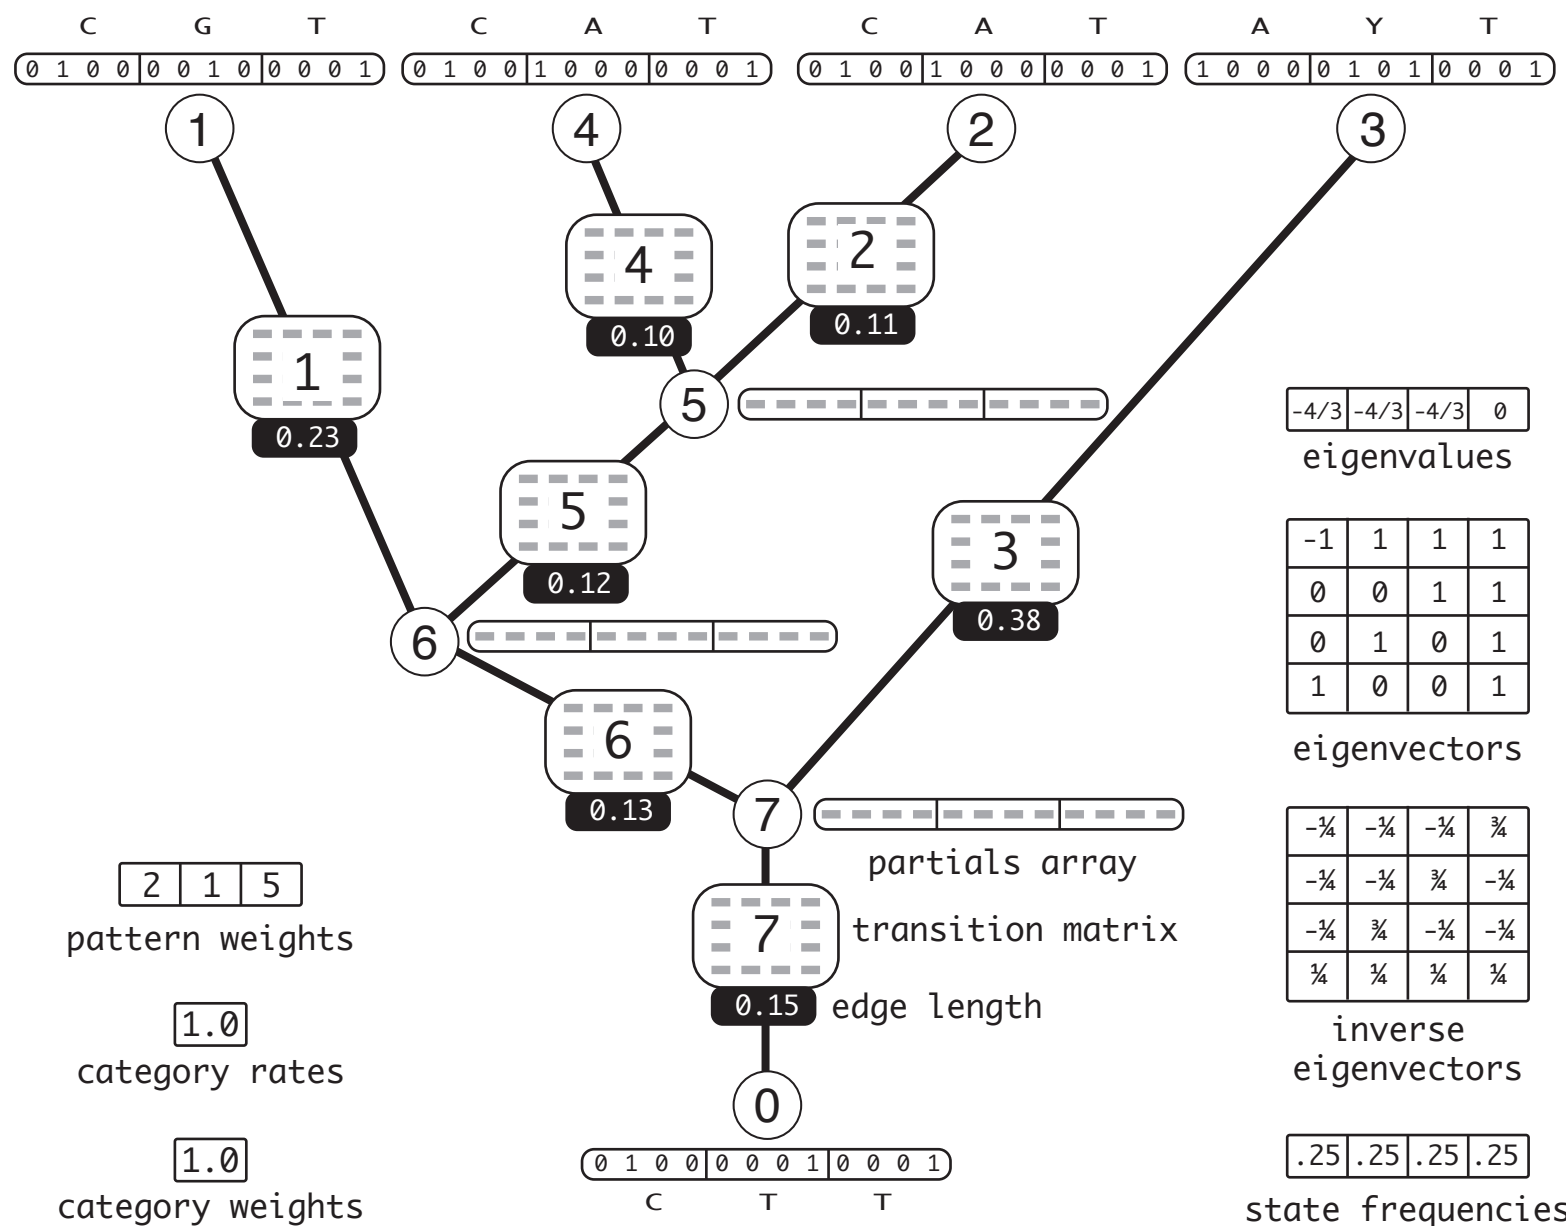 C G T C A T C A T A Y T
0 1 0 0 0 0 1 0 0 0 0 1 0 1 0 0 1 0 0 0 0 0 0 1 0 1 0 0 1 0 0 0 0 0 0 1 1 0 0 0 0 1 0 1 0 0 0 1
1 4 2 3
4
0.10
2
0.11
1
0.23
5
5
0.12
3
0.38
6
6
0.13
7
partials array
7
transition matrix
0.15
edge length
0
0 1 0 0 0 0 0 1 0 0 0 1
C T T
2 1 5
pattern weights
1.0
category rates
1.0
category weights
-4/3 -4/3 -4/3 0
eigenvalues
-1 1 1 1
0 0 1 1
0 1 0 1
1 0 0 1
eigenvectors
-¼ -¼ -¼ ¾
-¼ -¼ ¾ -¼
-¼ ¾ -¼ -¼
¼ ¼ ¼ ¼
inverse
eigenvectors
.25 .25 .25 .25
state frequencies